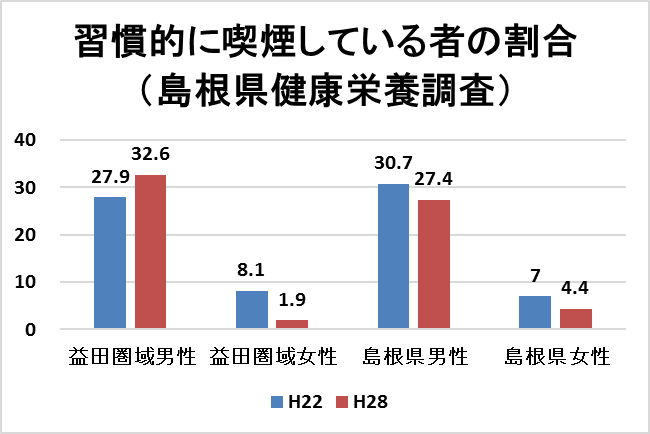 習慣的に喫煙している者の割合
（島根県健康栄養調査）
40
30
20
10
0
27.9
32.6
8.1
1.9
30.7
27.4
7
4.4
益田圏域男性
益田圏域女性
島根県男性
島根県女性
H22
H28